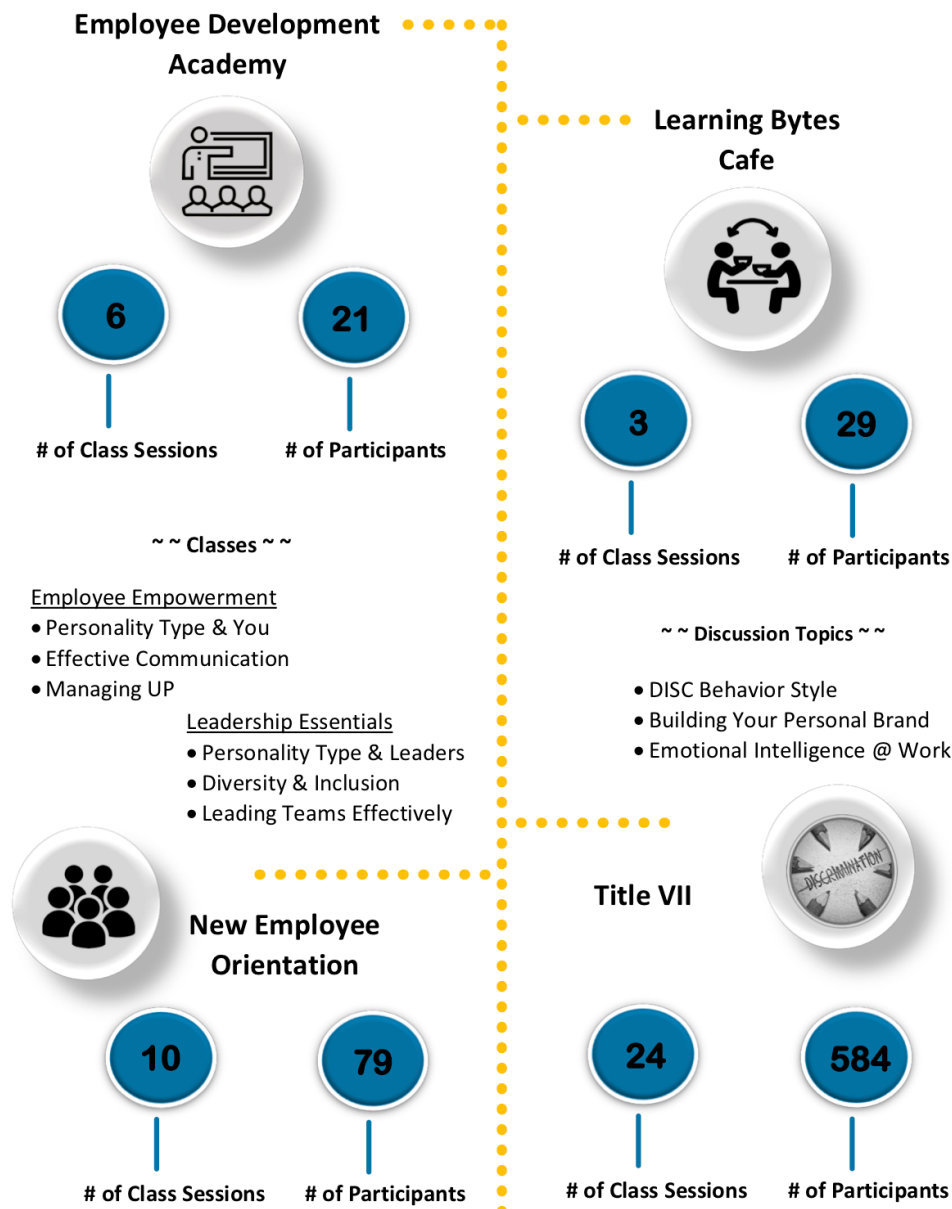 Employee Development
Academy
6
21
# of Class Sessions
# of Participants
~ ~ Classes ~ ~
Employee Empowerment
• Personality Type & You
• Effective Communication
• Managing UP
Leadership Essentials
• Personality Type & Leaders
• Diversity & Inclusion
• Leading Teams Effectively
Learning Bytes
Cafe
3
29
# of Class Sessions
# of Participants
~ ~ Discussion Topics ~ ~
• DISC Behavior Style
• Building Your Personal Brand
• Emotional Intelligence @ Work
New Employee
Orientation
10
79
# of Class Sessions
# of Participants
Title VII
DISCRIMINATION
24
584
# of Class Sessions
# of Participants